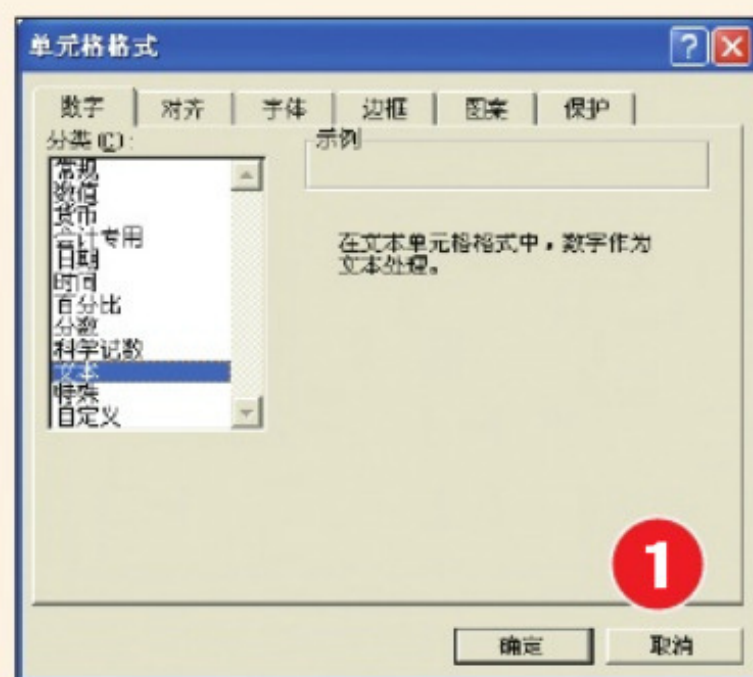 单元格格式
数字 对齐 字体 边框 图案 保护
分类(C):
示例
常规
数值
货币
会计专用
日期
时间
百分比
分数
科学记数
文本
特殊
自定义
在文本单元格格式中，数字作为
文本处理。
1
确定 取消